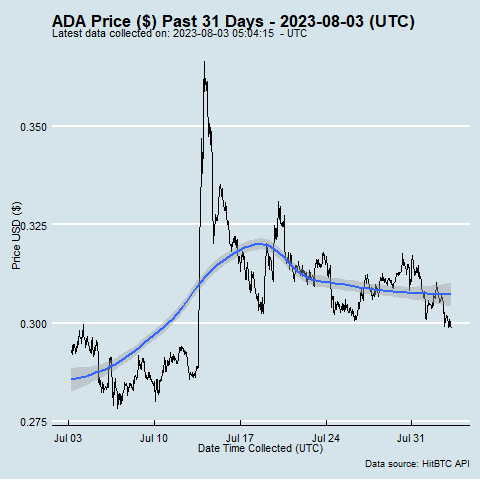 ADA Price ($) Past 31 Days - 2023-08-03 (UTC)
Latest data collected on: 2023-08-03 05:04:15 - UTC
Price USD ($)
0.350
0.325
0.300
0.275
Jul 03 Jul 10 Jul 17 Jul 24 Jul 31
Date Time Collected (UTC)
Data source: HitBTC API